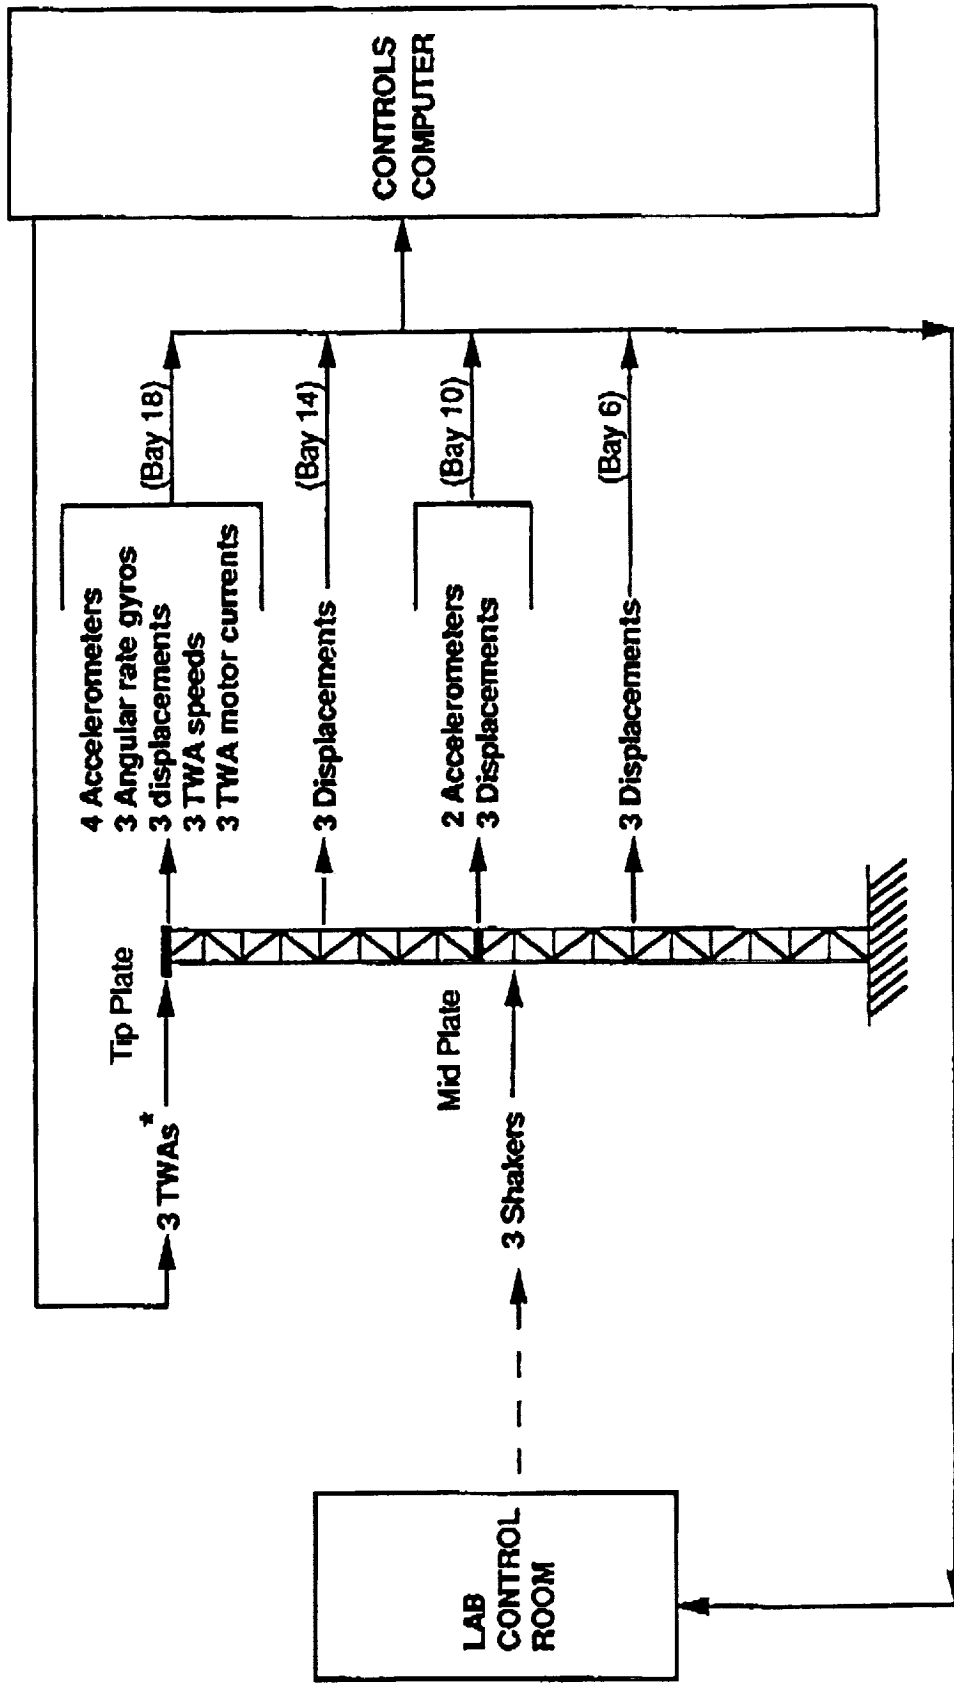 LAB
CONTROL
ROOM
3 TWAs*
Tip Plate
3 Shakers
Mid Plate
4 Accelerometers
3 Angular rate gyros
3 displacements
3 TWA speeds
3 TWA motor currents
(Bay 18)
3 Displacements
(Bay 14)
2 Accelerometers
3 Displacements
(Bay 10)
3 Displacements
(Bay 6)
CONTROLS
COMPUTER